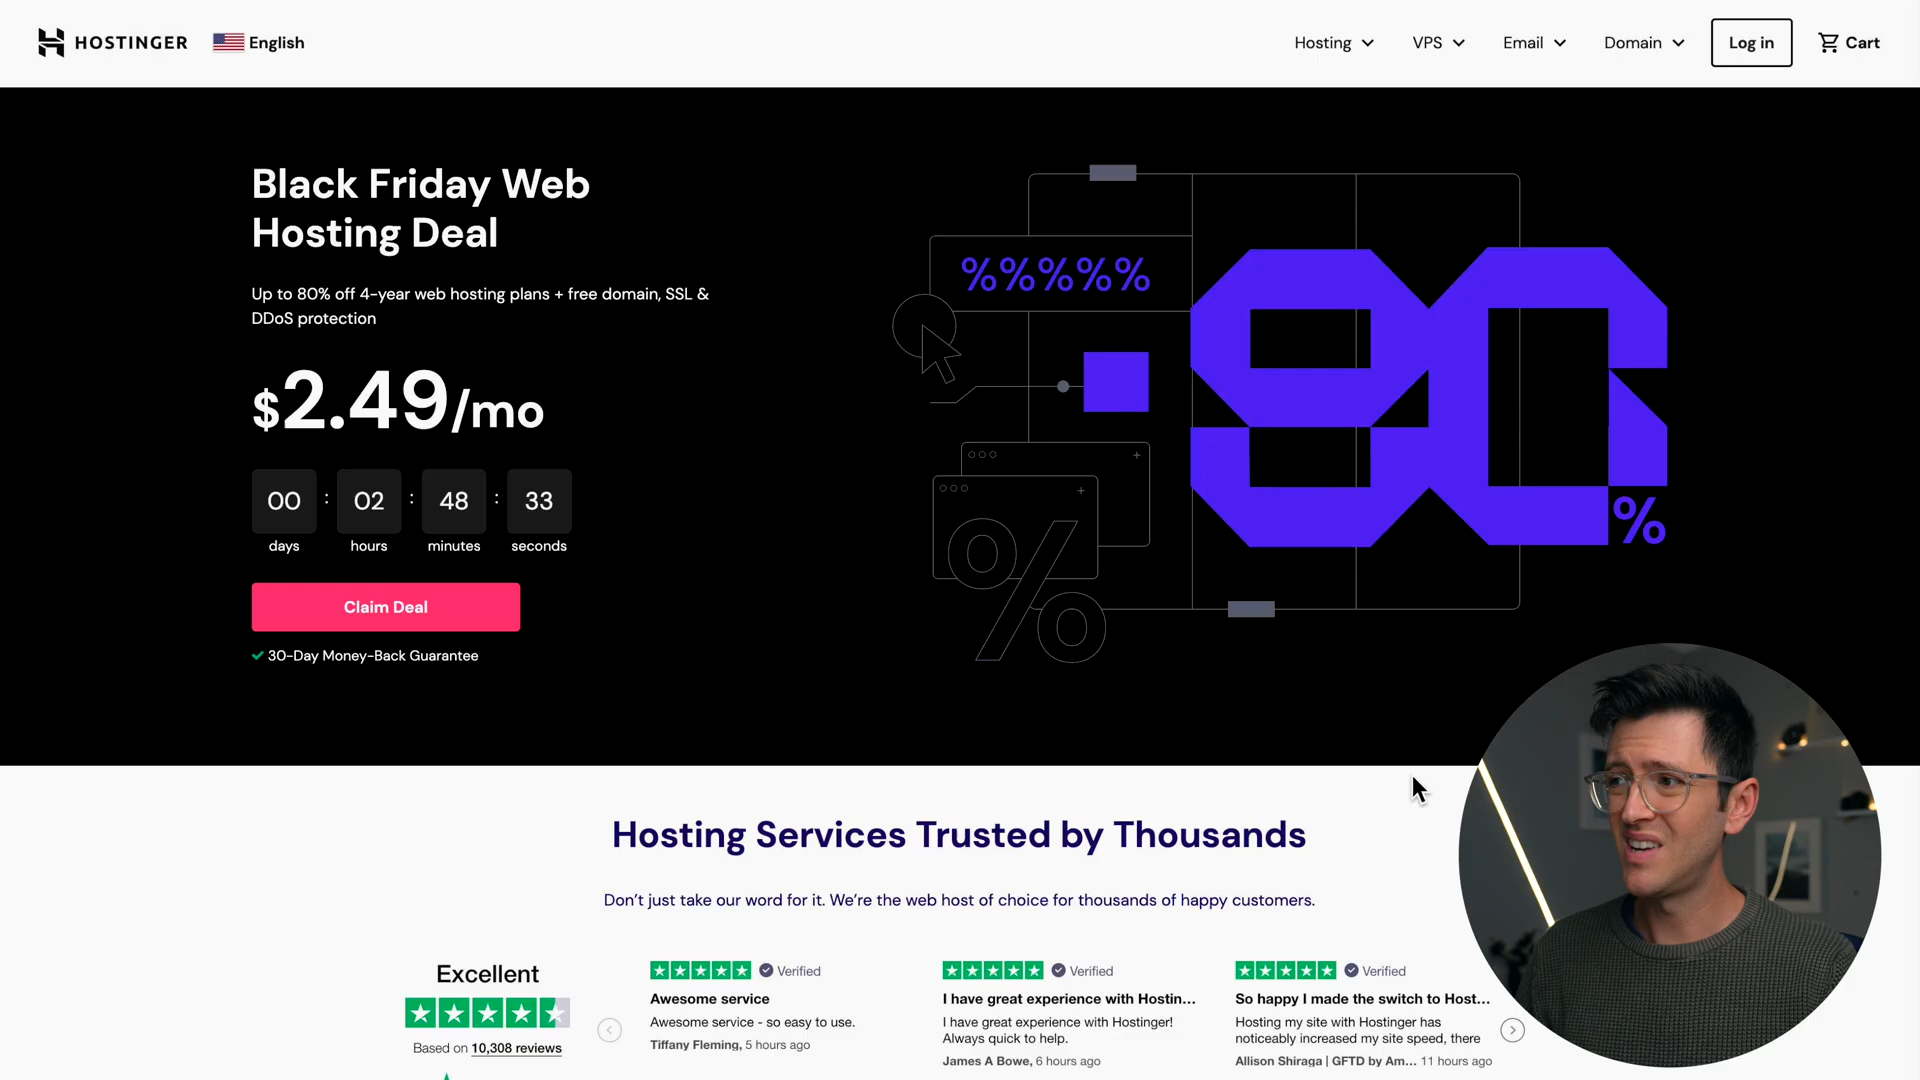 HOSTINGER
English
Hosting
VPS
Email
Domain
Log in
Cart
Black Friday Web
Hosting Deal
Up to 80% off 4-year web hosting plans + free domain, SSL &
DDoS protection
$2.49/mo
00 : 02 : 48 : 33
days hours minutes seconds
Claim Deal
30-Day Money-Back Guarantee
%%%%%
80%
%
Hosting Services Trusted by Thousands
Don't just take our word for it. We're the web host of choice for thousands of happy customers.
Excellent
Based on 10,308 reviews
Verified
Awesome service
Awesome service - so easy to use.
Tiffany Fleming, 5 hours ago
Verified
I have great experience with Hostin...
I have great experience with Hostinger!
Always quick to help.
James A Bowe, 6 hours ago
Verified
So happy I made the switch to Host...
Hosting my site with Hostinger has
noticeably increased my site speed, there
Allison Shiraga | GFTD by Am... 11 hours ago